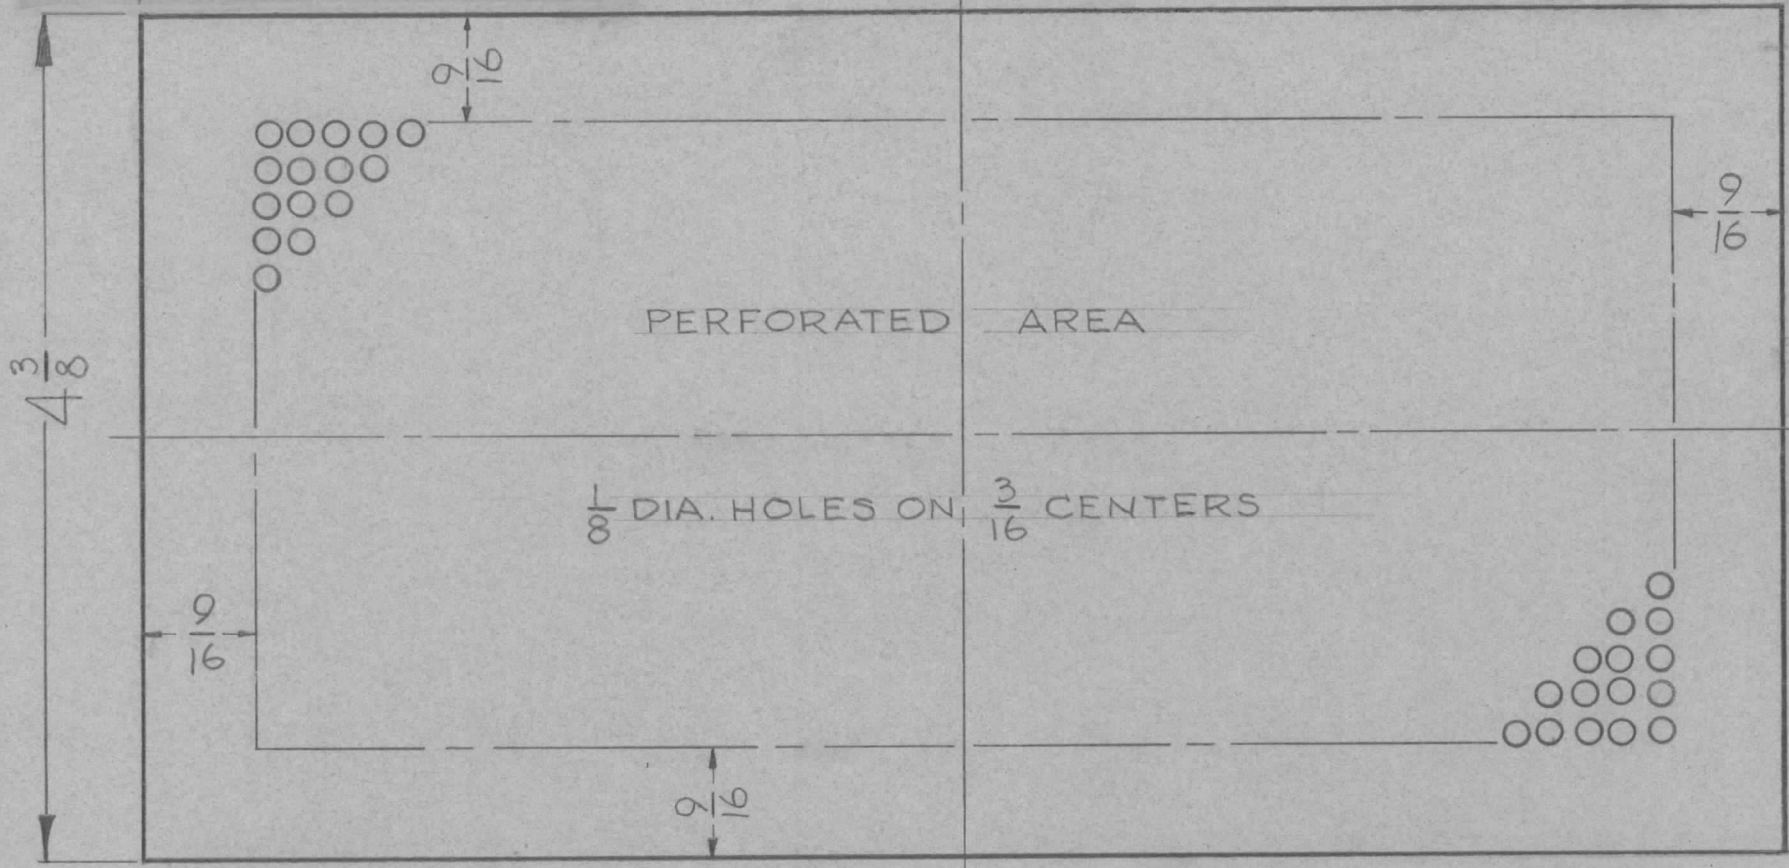 9/16
9/16
PERFORATED AREA
4 3/8
1/8 DIA. HOLES ON 3/16 CENTERS
9/16
9/16